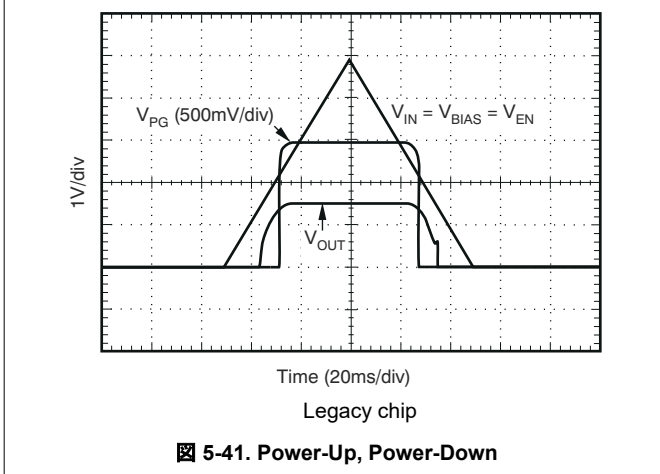 V_PG (500mV/div)
V_IN = V_BIAS = V_EN
1V/div
V_OUT
Time (20ms/div)
Legacy chip
図 5-41. Power-Up, Power-Down